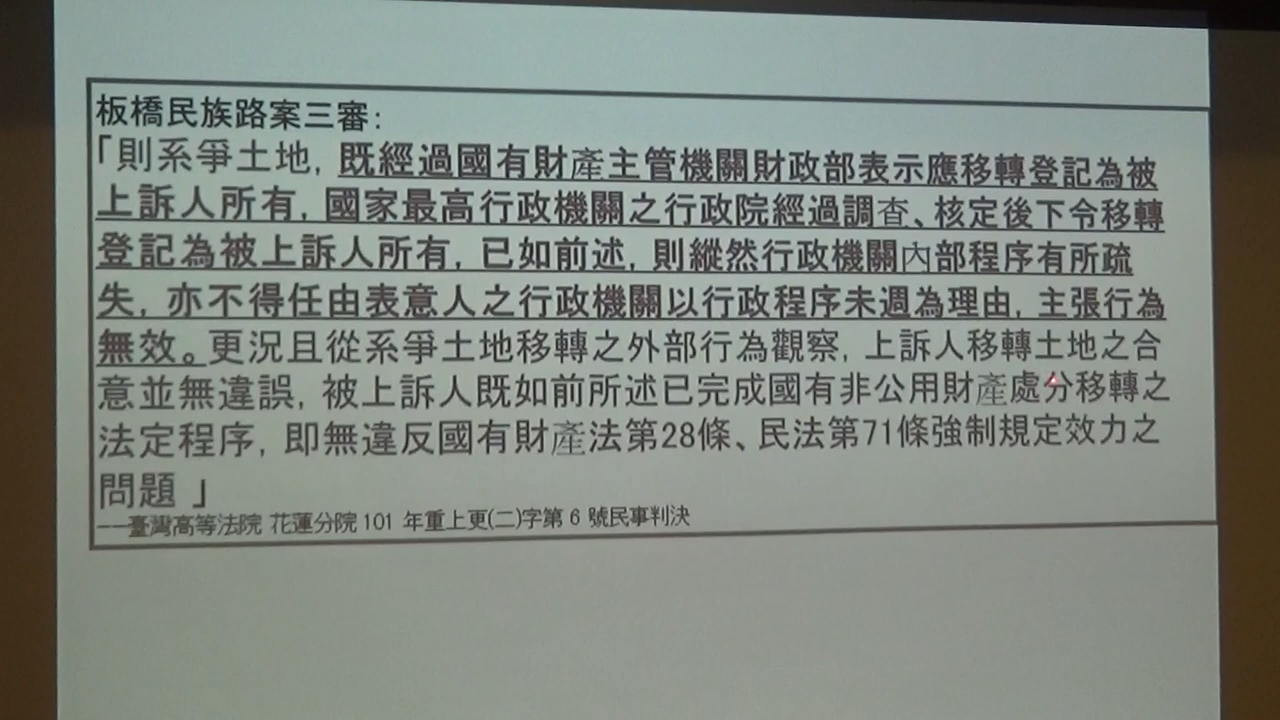 板橋民族路案三審:
「則系爭土地, 既經過國有財產主管機關財政部表示應移轉登記為被
上訴人所有, 國家最高行政機關之行政院經過調查、核定後下令移轉
登記為被上訴人所有, 已如前述, 則縱然行政機關內部程序有所疏
失, 亦不得任由表意人之行政機關以行政程序未週為理由, 主張行為
無效。更況且從系爭土地移轉之外部行為觀察, 上訴人移轉土地之合
意並無違誤, 被上訴人既如前所述已完成國有非公用財產處分移轉之
法定程序, 即無違反國有財產法第28條、民法第71條強制規定效力之
問題 」
──臺灣高等法院 花蓮分院 101 年重上更(二)字第 6 號民事判決